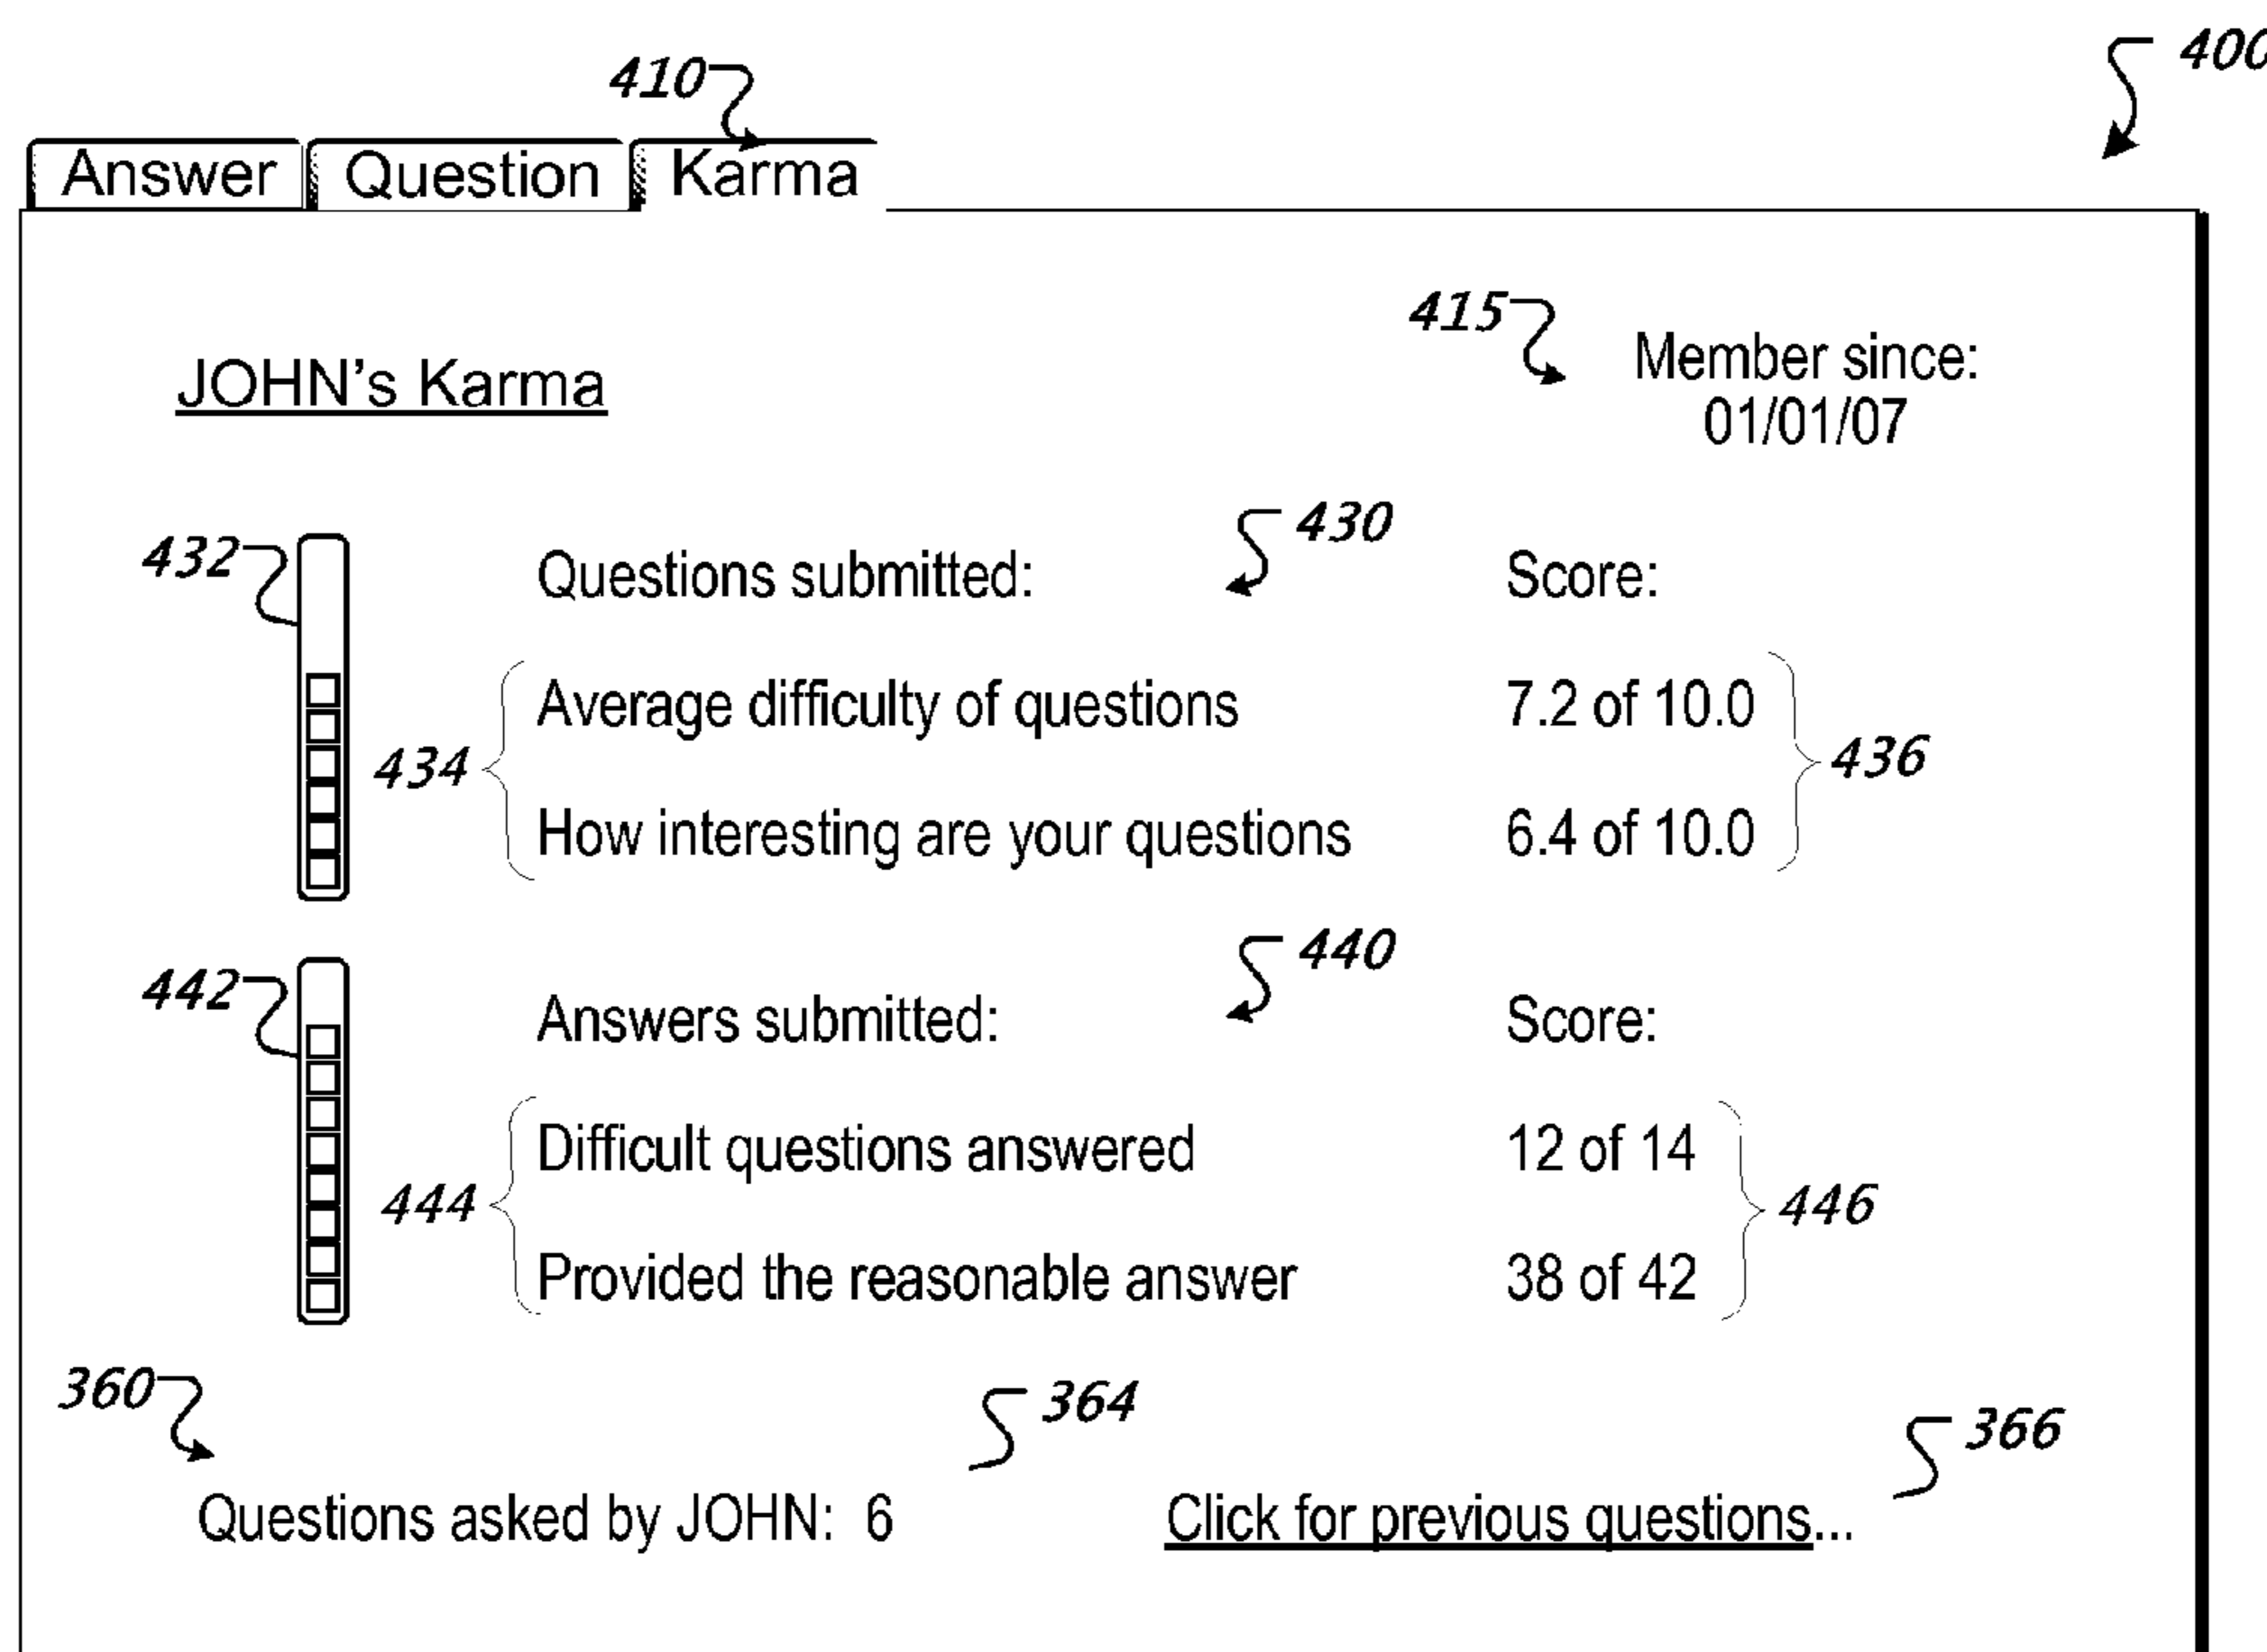 410
400
Answer Question Karma
415
Member since:
JOHN's Karma
01/01/07
432
430
Questions submitted: Score:
Average difficulty of questions 7.2 of 10.0
434
436
How interesting are your questions 6.4 of 10.0
442
440
Answers submitted: Score:
Difficult questions answered 12 of 14
444
446
Provided the reasonable answer 38 of 42
360
364
366
Questions asked by JOHN: 6 Click for previous questions...